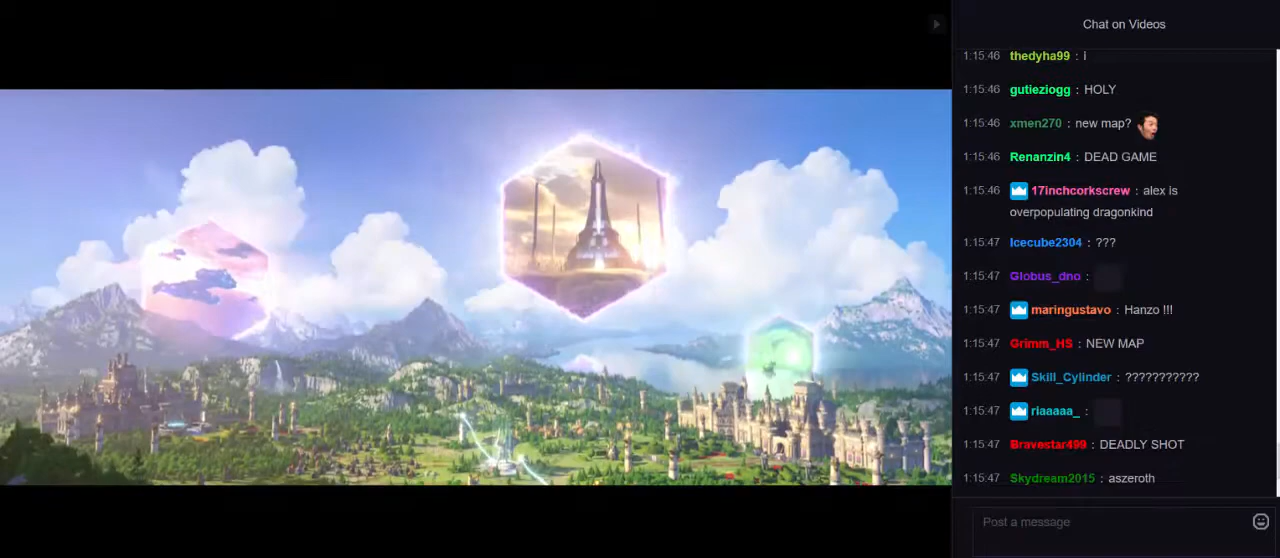 Chat on Videos
1:15:46 thedyha99 : i
1:15:46 gutieziogg : HOLY
1:15:46 xmen270 : new map?
1:15:46 Renanzin4 : DEAD GAME
1:15:46 17inchcorkscrew : alex is
overpopulating dragonkind
1:15:47 Icecube2304 : ???
1:15:47 Globus_dno :
1:15:47 maringustavo : Hanzo !!!
1:15:47 Grimm_HS : NEW MAP
1:15:47 Skill_Cylinder : ???????????
1:15:47 riaaaaa_ :
1:15:47 Bravestar499 : DEADLY SHOT
1:15:47 Skydream2015 : aszeroth
Post a message